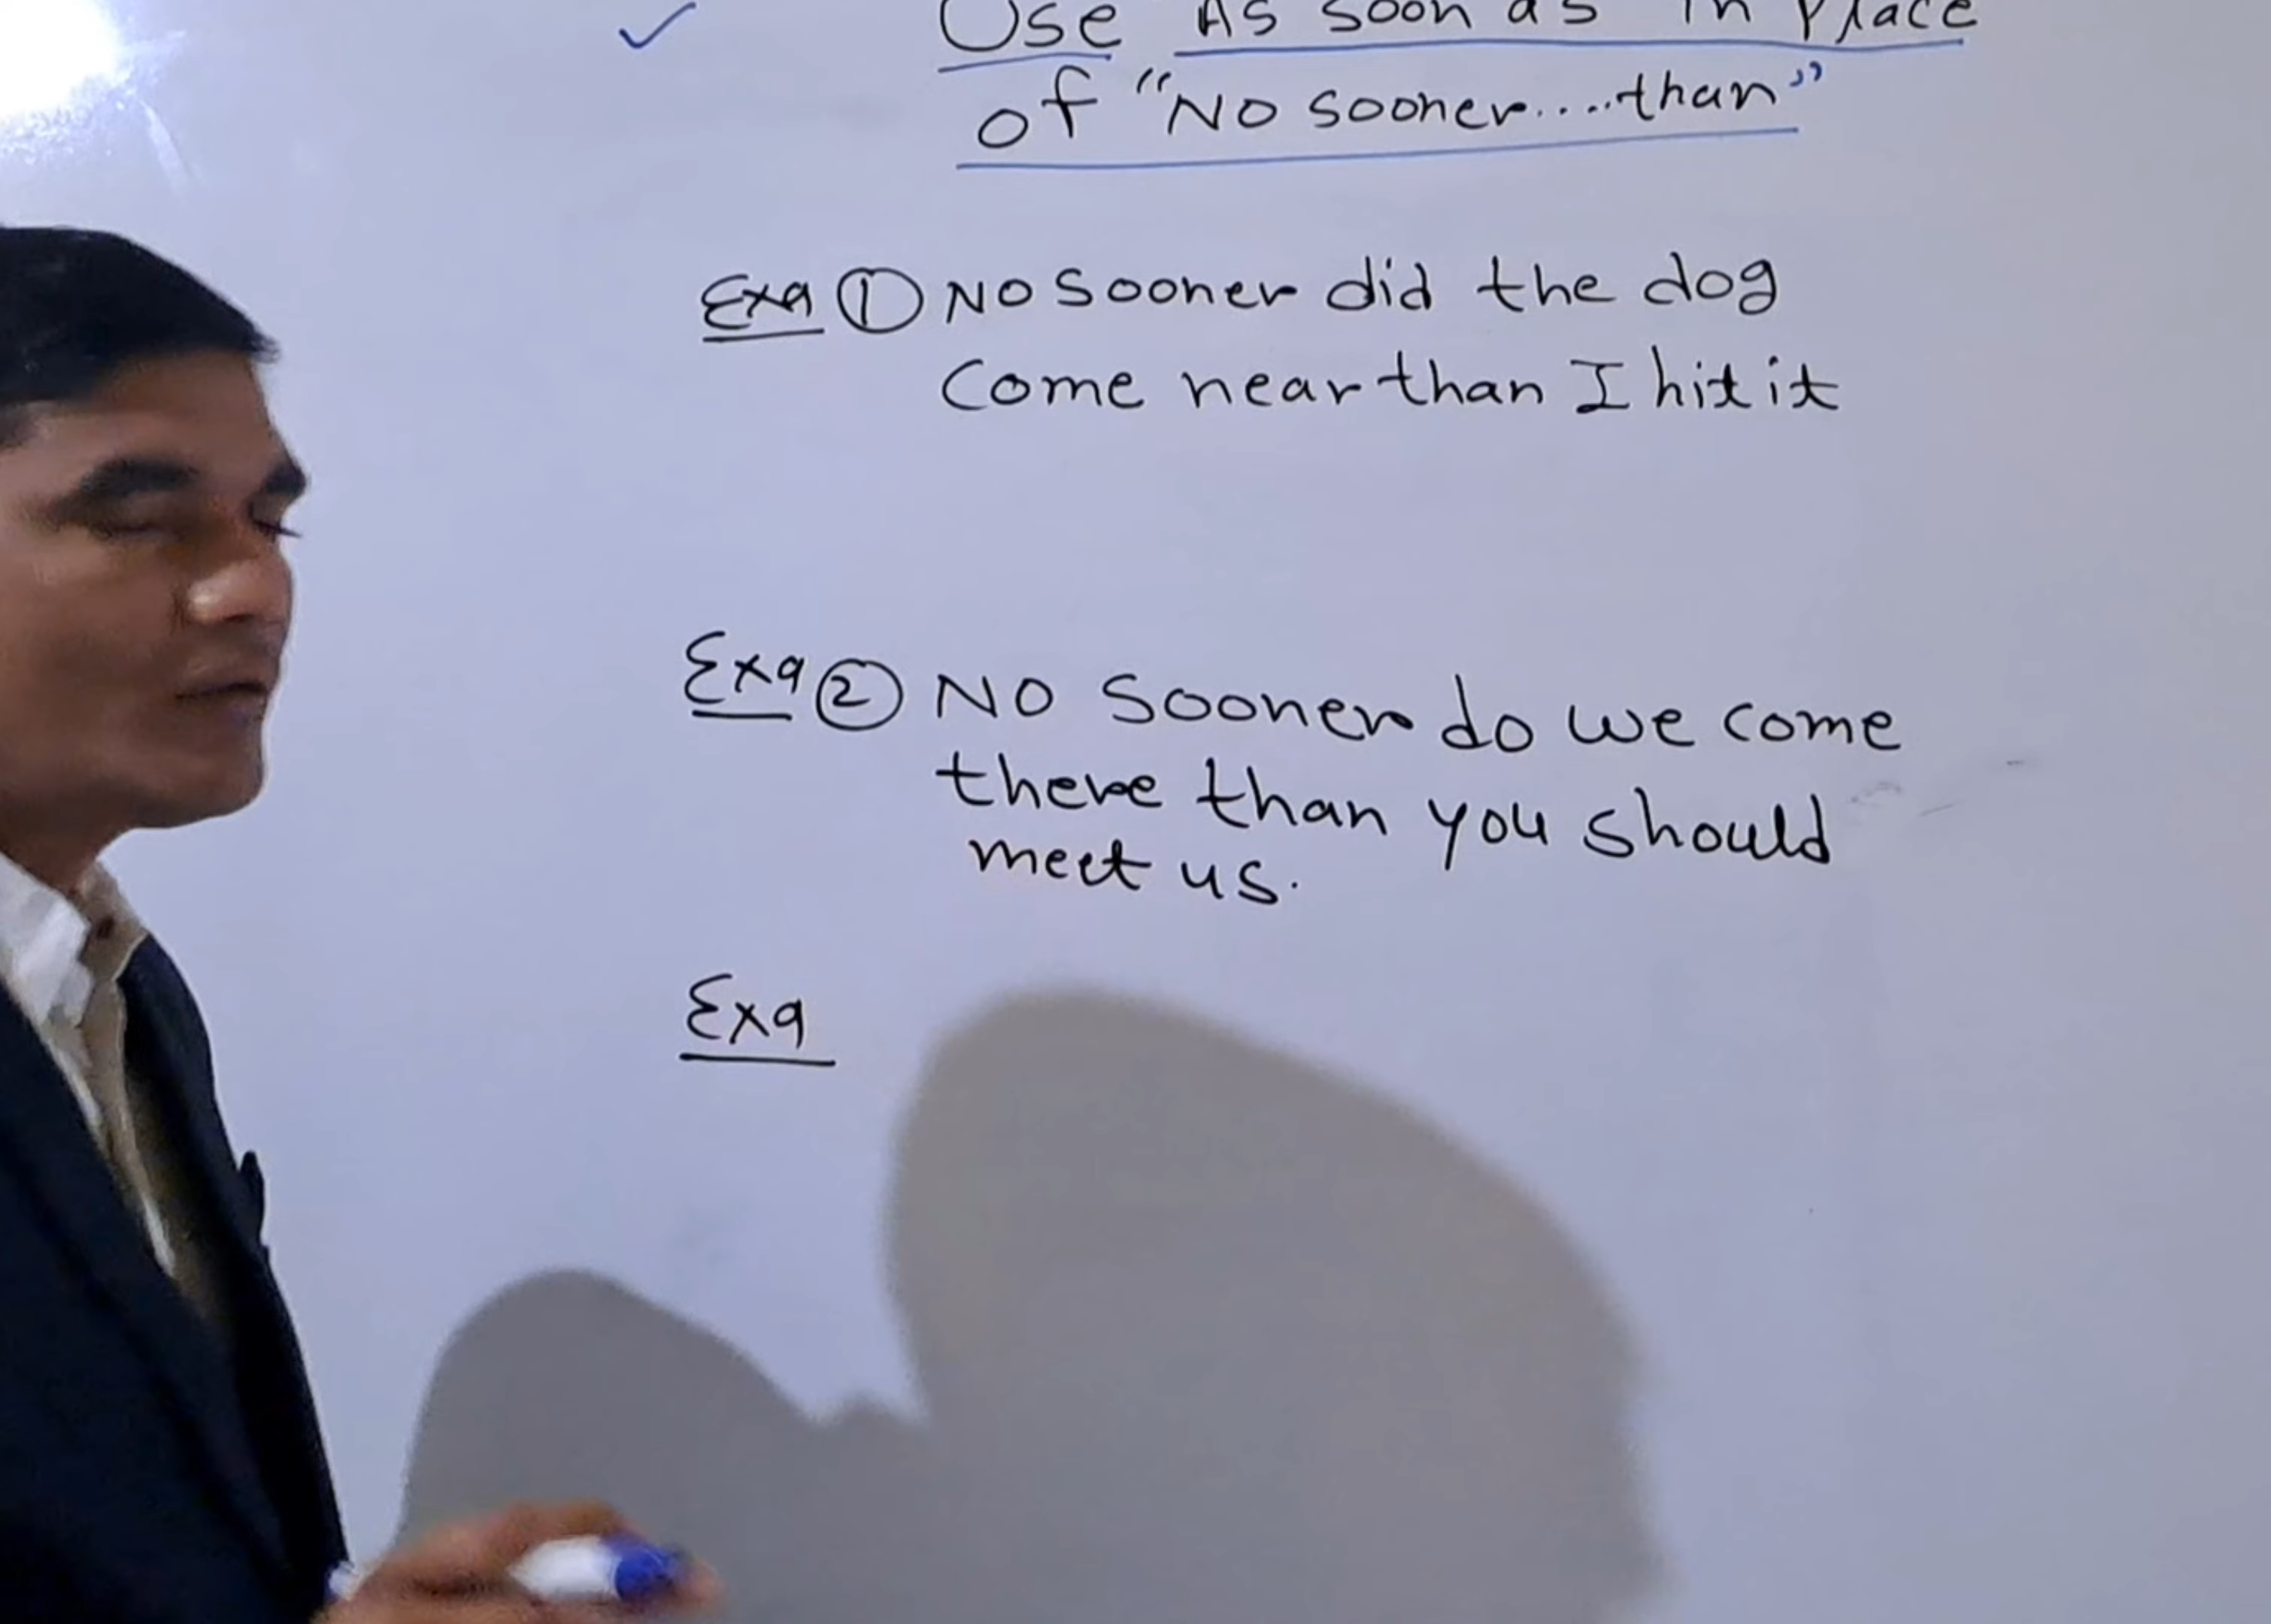 Use As soon as in Place
of "No sooner....than"
Exa ① No sooner did the dog
Come near than I hit it
Exa ② No sooner do we come
there than you should
meet us.
Exa